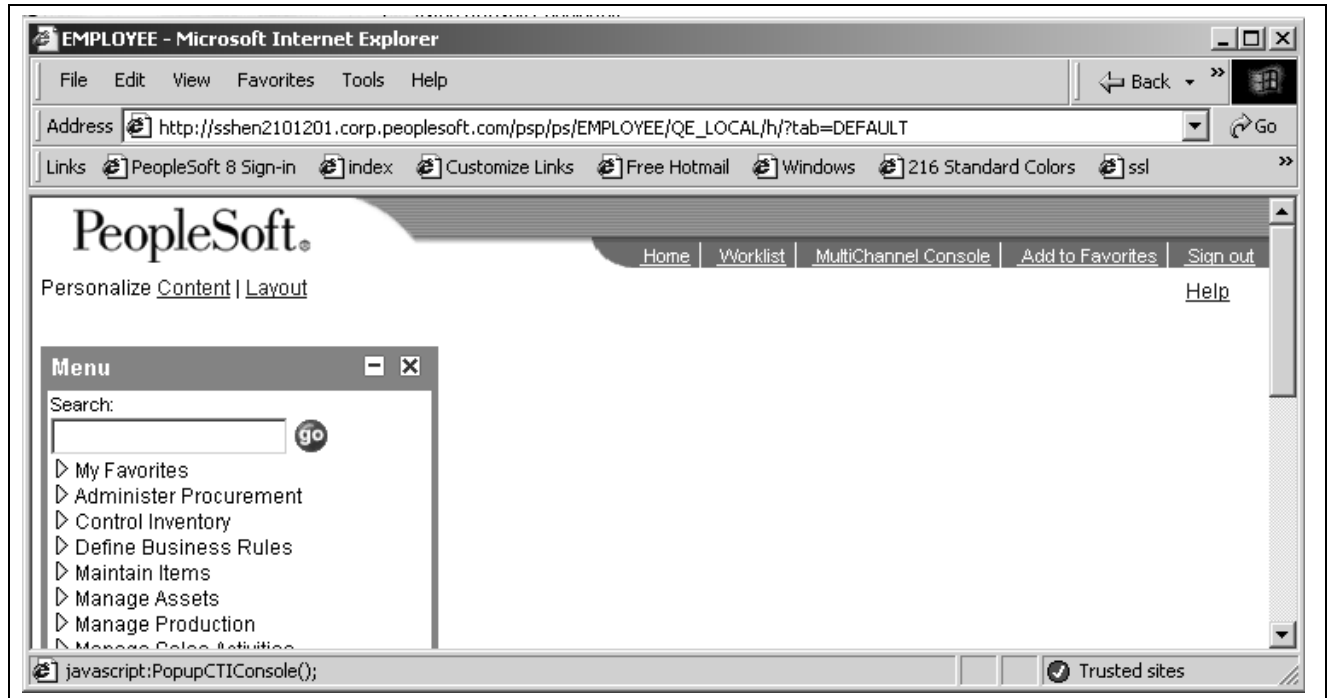 EMPLOYEE - Microsoft Internet Explorer
File Edit View Favorites Tools Help Back »
Address http://sshen2101201.corp.peoplesoft.com/psp/ps/EMPLOYEE/QE_LOCAL/h/?tab=DEFAULT Go
Links PeopleSoft 8 Sign-in index Customize Links Free Hotmail Windows 216 Standard Colors ssl »
PeopleSoft®
Home | Worklist | MultiChannel Console | Add to Favorites | Sign out
Personalize Content | Layout Help
Menu
Search:
go
My Favorites
Administer Procurement
Control Inventory
Define Business Rules
Maintain Items
Manage Assets
Manage Production
Manage Sales Activities
javascript:PopupCTIConsole(); Trusted sites